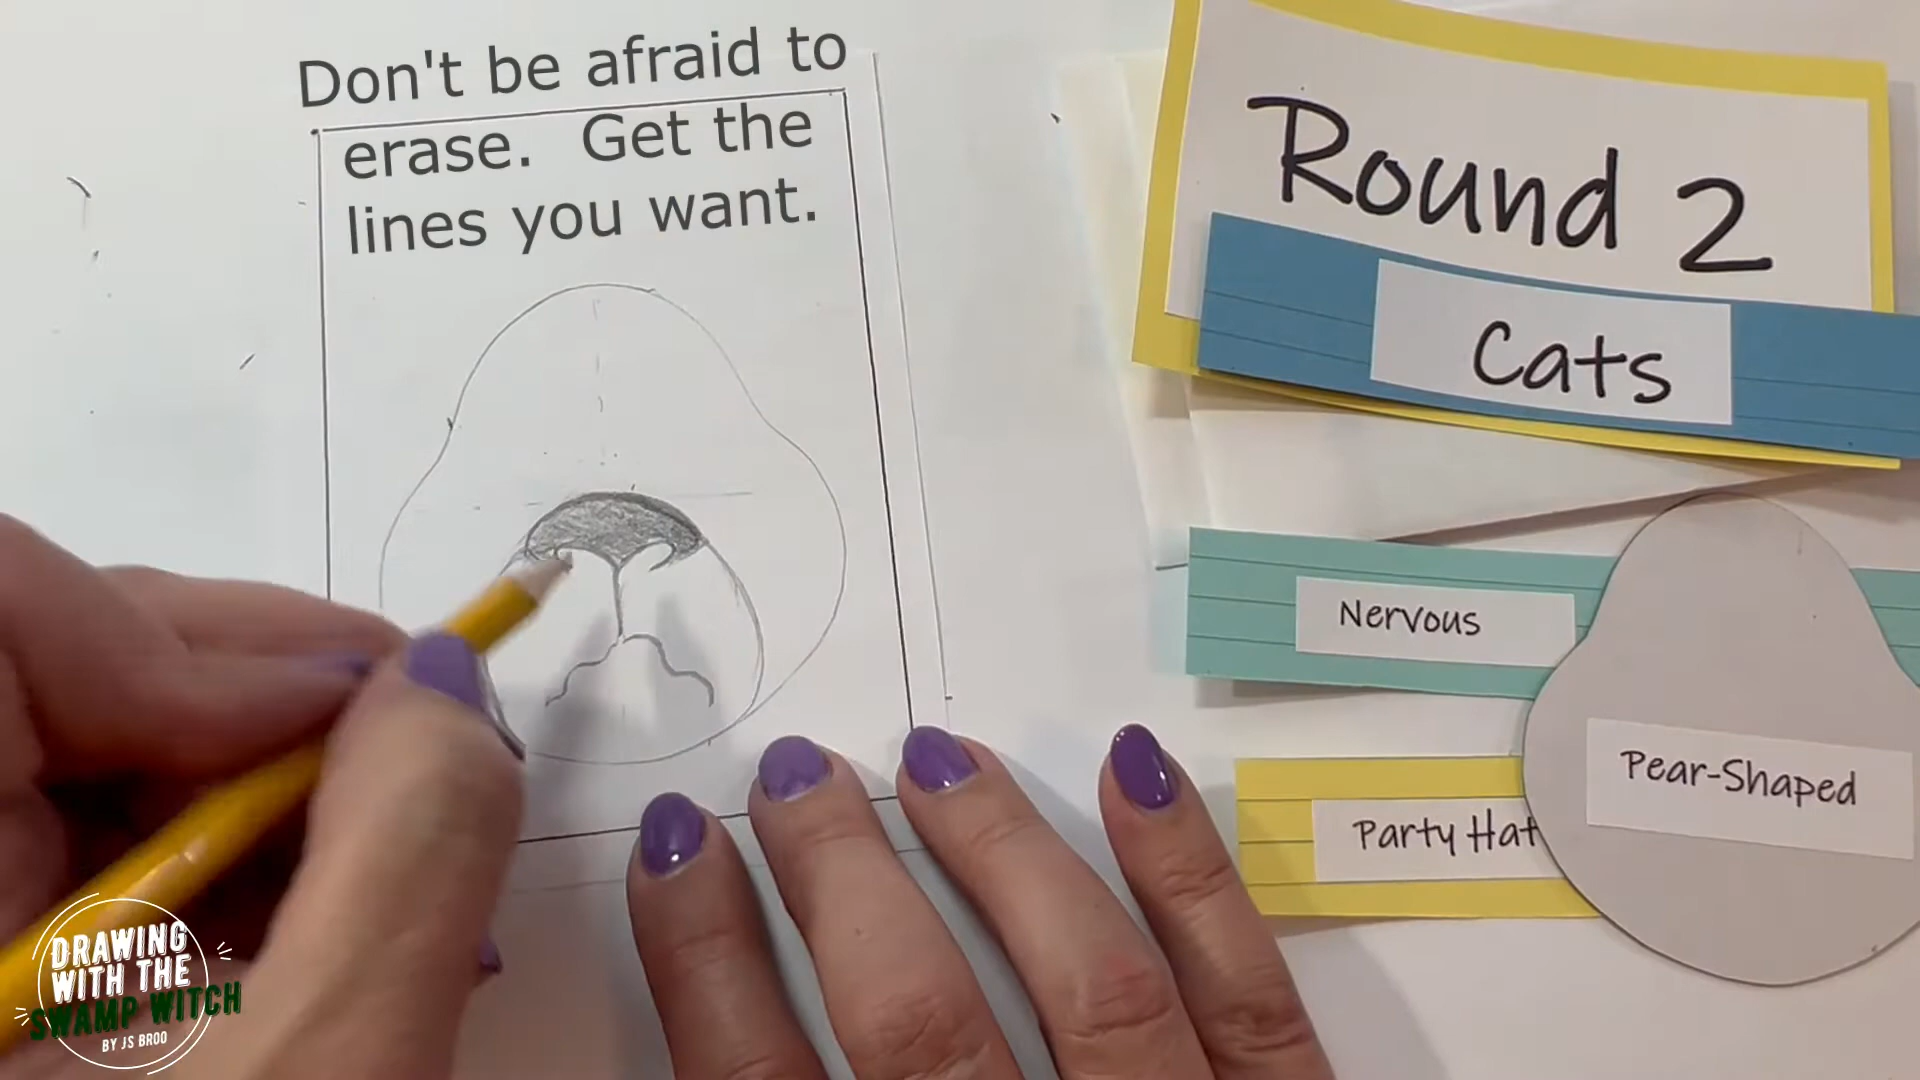 Don't be afraid to
erase.  Get the
lines you want.
Round 2
Cats
Nervous
Pear-Shaped
Party Hat
DRAWING
WITH THE
SWAMP WITCH
BY JS BROO